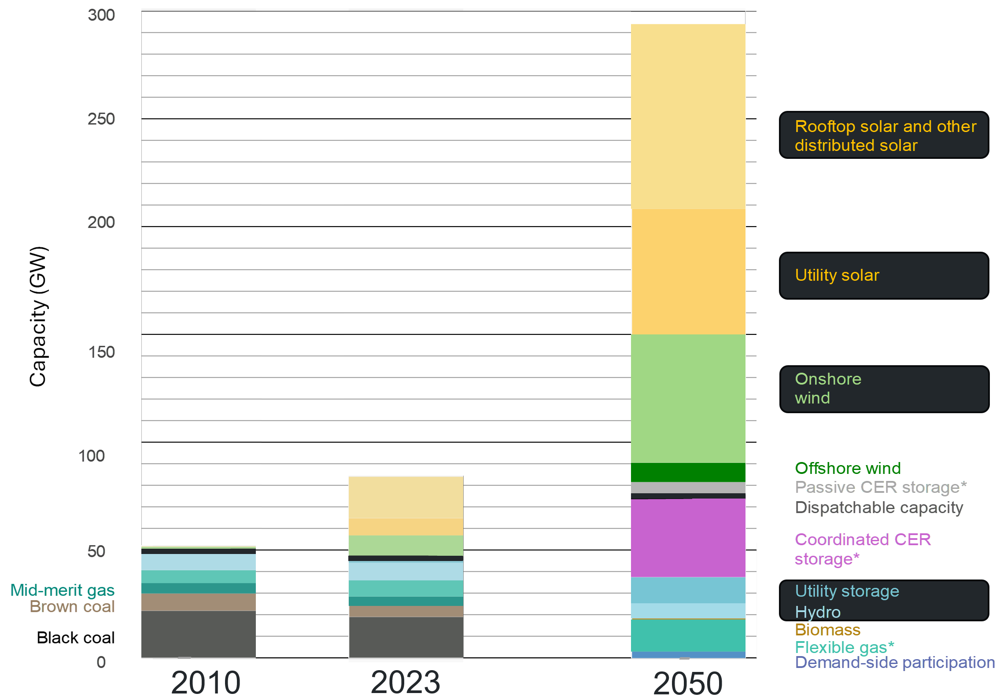 300
250
200
150
100
50
0
Capacity (GW)
Mid-merit gas
Brown coal
Black coal
2010
2023
2050
Rooftop solar and other
distributed solar
Utility solar
Onshore
wind
Offshore wind
Passive CER storage*
Dispatchable capacity
Coordinated CER
storage*
Utility storage
Hydro
Biomass
Flexible gas*
Demand-side participation